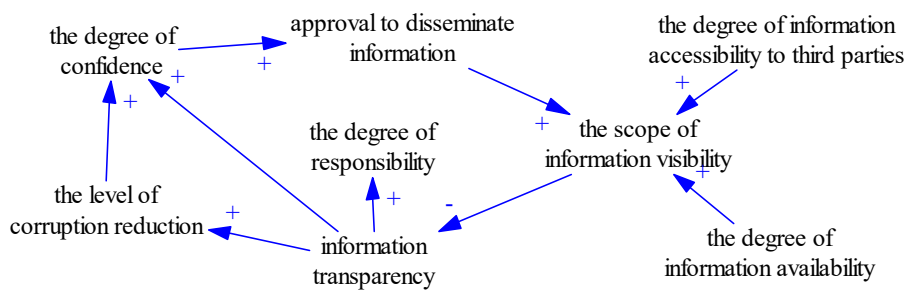 the degree of
confidence
approval to disseminate
information
the degree of information
accessibility to third parties
+
+
+
+
+
+
the degree of
responsibility
the scope of
information visibility
+
the level of
corruption reduction
+
+
-
information
transparency
the degree of
information availability